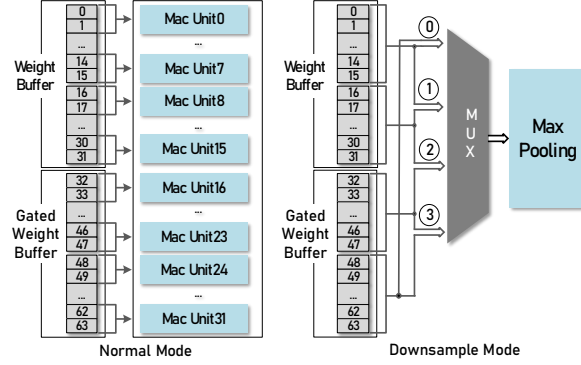 Weight
Buffer
Gated
Weight
Buffer
0
1
...
14
15
16
17
...
30
31
32
33
...
46
47
48
49
...
62
63
Mac Unit0
...
Mac Unit7
Mac Unit8
...
Mac Unit15
Mac Unit16
...
Mac Unit23
Mac Unit24
...
Mac Unit31
Normal Mode
Weight
Buffer
Gated
Weight
Buffer
0
1
...
14
15
16
17
...
30
31
32
33
...
46
47
48
49
...
62
63
0
1
2
3
M
U
X
Max
Pooling
Downsample Mode